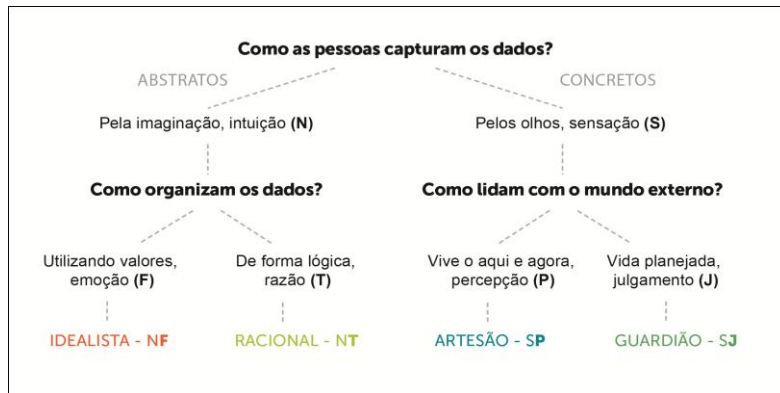 Como as pessoas capturam os dados?
ABSTRATOS
CONCRETOS
Pela imaginação, intuição (N)
Pelos olhos, sensação (S)
Como organizam os dados?
Como lidam com o mundo externo?
Utilizando valores,
emoção (F)
De forma lógica,
razão (T)
Vive o aqui e agora,
percepção (P)
Vida planejada,
julgamento (J)
IDEALISTA - NF
RACIONAL - NT
ARTESÃO - SP
GUARDIÃO - SJ